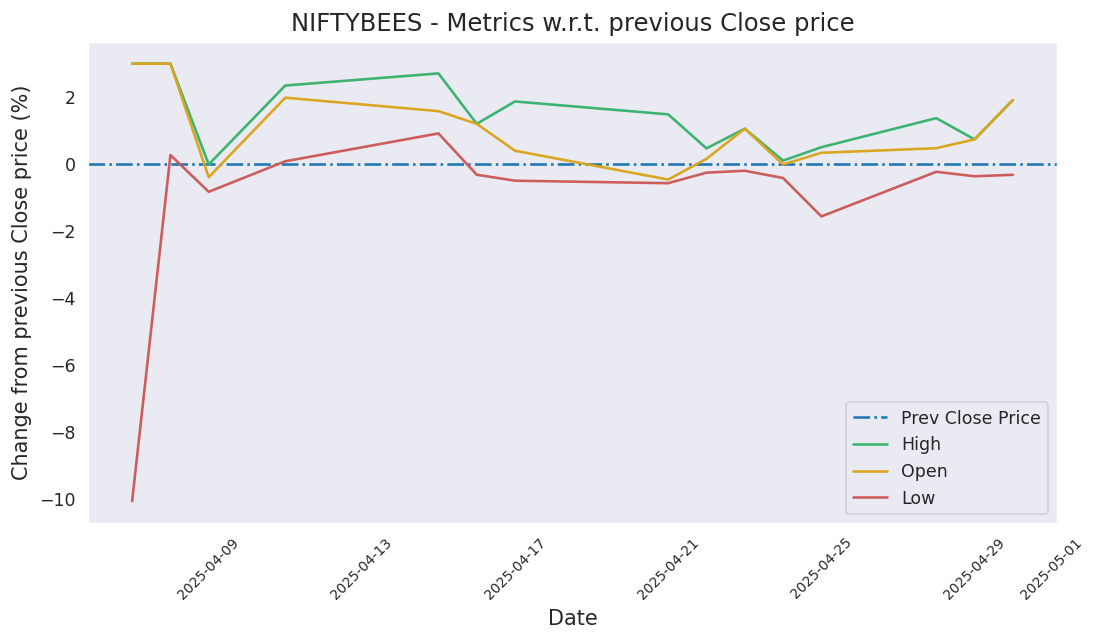 NIFTYBEES - Metrics w.r.t. previous Close price
Change from previous Close price (%)
2
0
−2
−4
−6
−8
−10
Prev Close Price
High
Open
Low
2025-04-09
2025-04-13
2025-04-17
2025-04-21
2025-04-25
2025-04-29
2025-05-01
Date